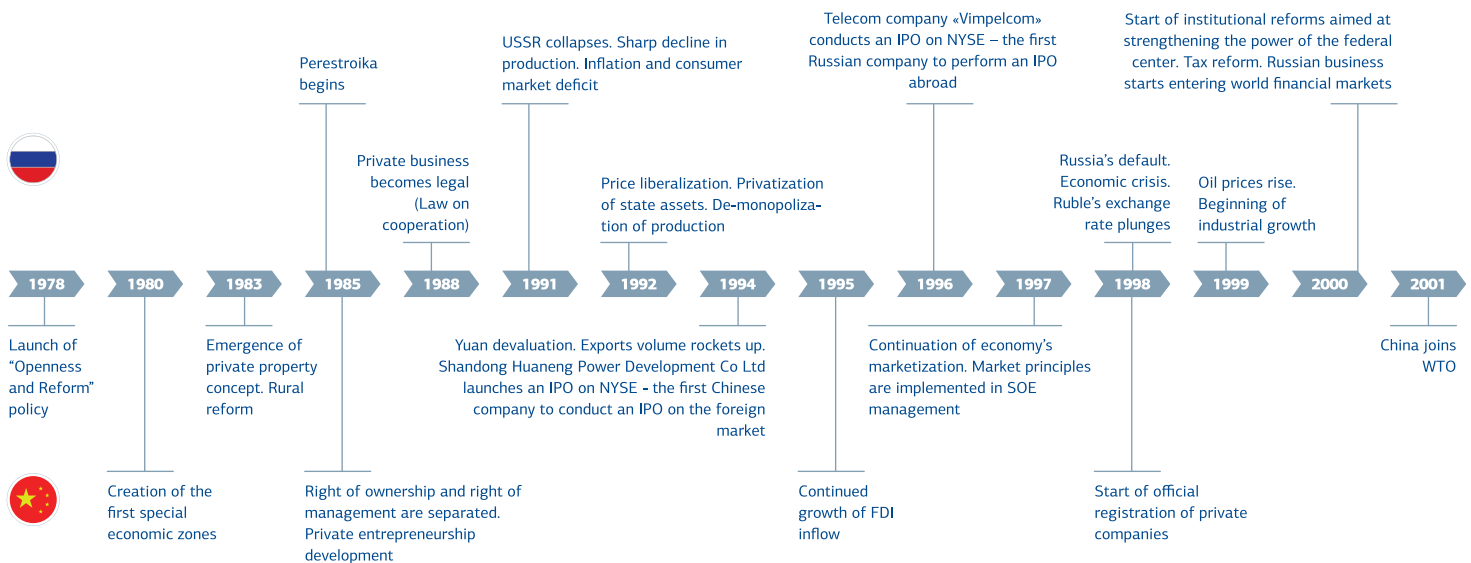 Perestroika
begins
USSR collapses. Sharp decline in
production. Inflation and consumer
market deficit
Telecom company «Vimpelcom»
conducts an IPO on NYSE – the first
Russian company to perform an IPO
abroad
Start of institutional reforms aimed at
strengthening the power of the federal
center. Tax reform. Russian business
starts entering world financial markets
Private business
becomes legal
(Law on
cooperation)
Price liberalization. Privatization
of state assets. De-monopoliza-
tion of production
Russia's default.
Economic crisis.
Ruble's exchange
rate plunges
Oil prices rise.
Beginning of
industrial growth
1978
1980
1983
1985
1988
1991
1992
1994
1995
1996
1997
1998
1999
2000
2001
Launch of
“Openness
and Reform”
policy
Emergence of
private property
concept. Rural
reform
Yuan devaluation. Exports volume rockets up.
Shandong Huaneng Power Development Co Ltd
launches an IPO on NYSE - the first Chinese
company to conduct an IPO on the foreign
market
Continuation of economy's
marketization. Market principles
are implemented in SOE
management
China joins
WTO
Creation of the
first special
economic zones
Right of ownership and right of
management are separated.
Private entrepreneurship
development
Continued
growth of FDI
inflow
Start of official
registration of private
companies